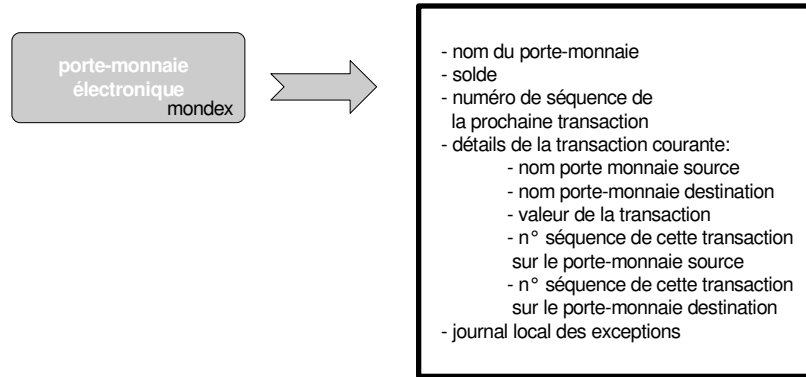 porte-monnaie
électronique
mondex
- nom du porte-monnaie
- solde
- numéro de séquence de
la prochaine transaction
- détails de la transaction courante:
- nom porte monnaie source
- nom porte-monnaie destination
- valeur de la transaction
- n° séquence de cette transaction
sur le porte-monnaie source
- n° séquence de cette transaction
sur le porte-monnaie destination
- journal local des exceptions